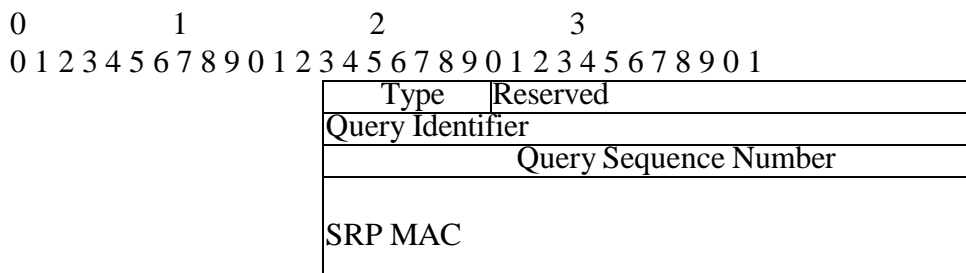 0 1 2 3
0 1 2 3 4 5 6 7 8 9 0 1 2 3 4 5 6 7 8 9 0 1 2 3 4 5 6 7 8 9 0 1
Type Reserved
Query Identifier
Query Sequence Number
SRP MAC